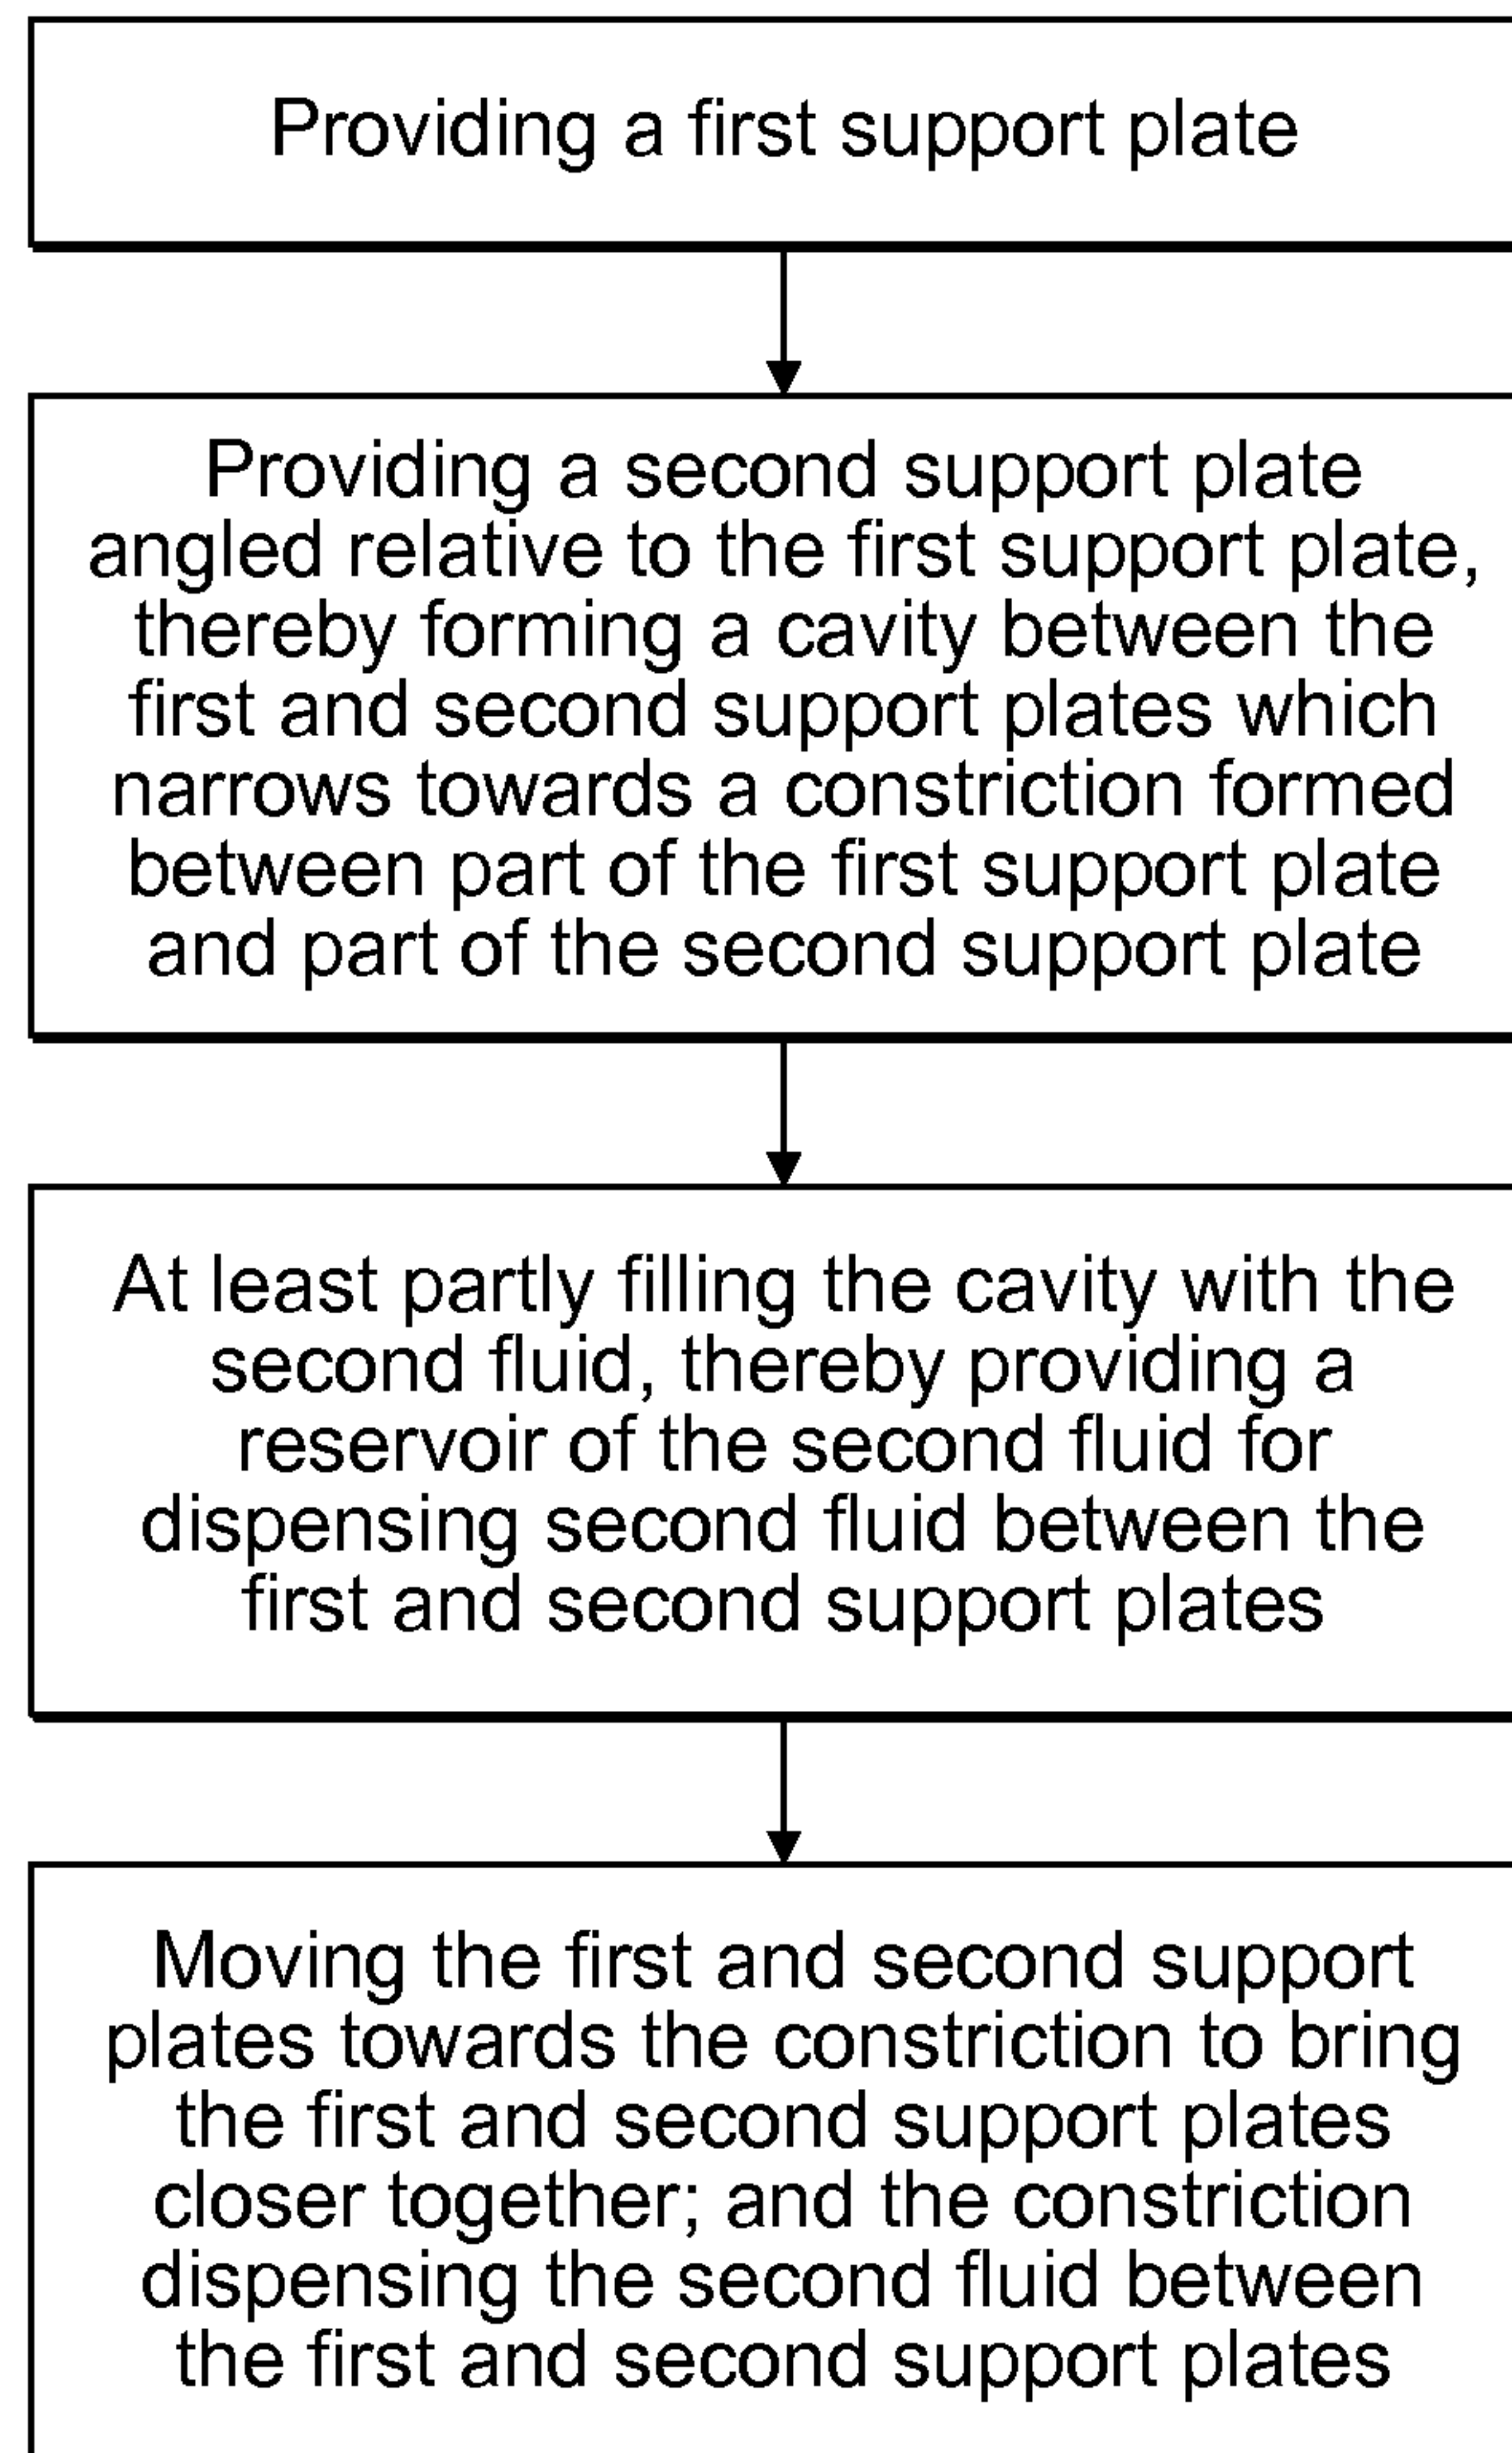 Providing a first support plate
Providing a second support plate
angled relative to the first support plate,
thereby forming a cavity between the
first and second support plates which
narrows towards a constriction formed
between part of the first support plate
and part of the second support plate
At least partly filling the cavity with the
second fluid, thereby providing a
reservoir of the second fluid for
dispensing second fluid between the
first and second support plates
Moving the first and second support
plates towards the constriction to bring
the first and second support plates
closer together; and the constriction
dispensing the second fluid between
the first and second support plates